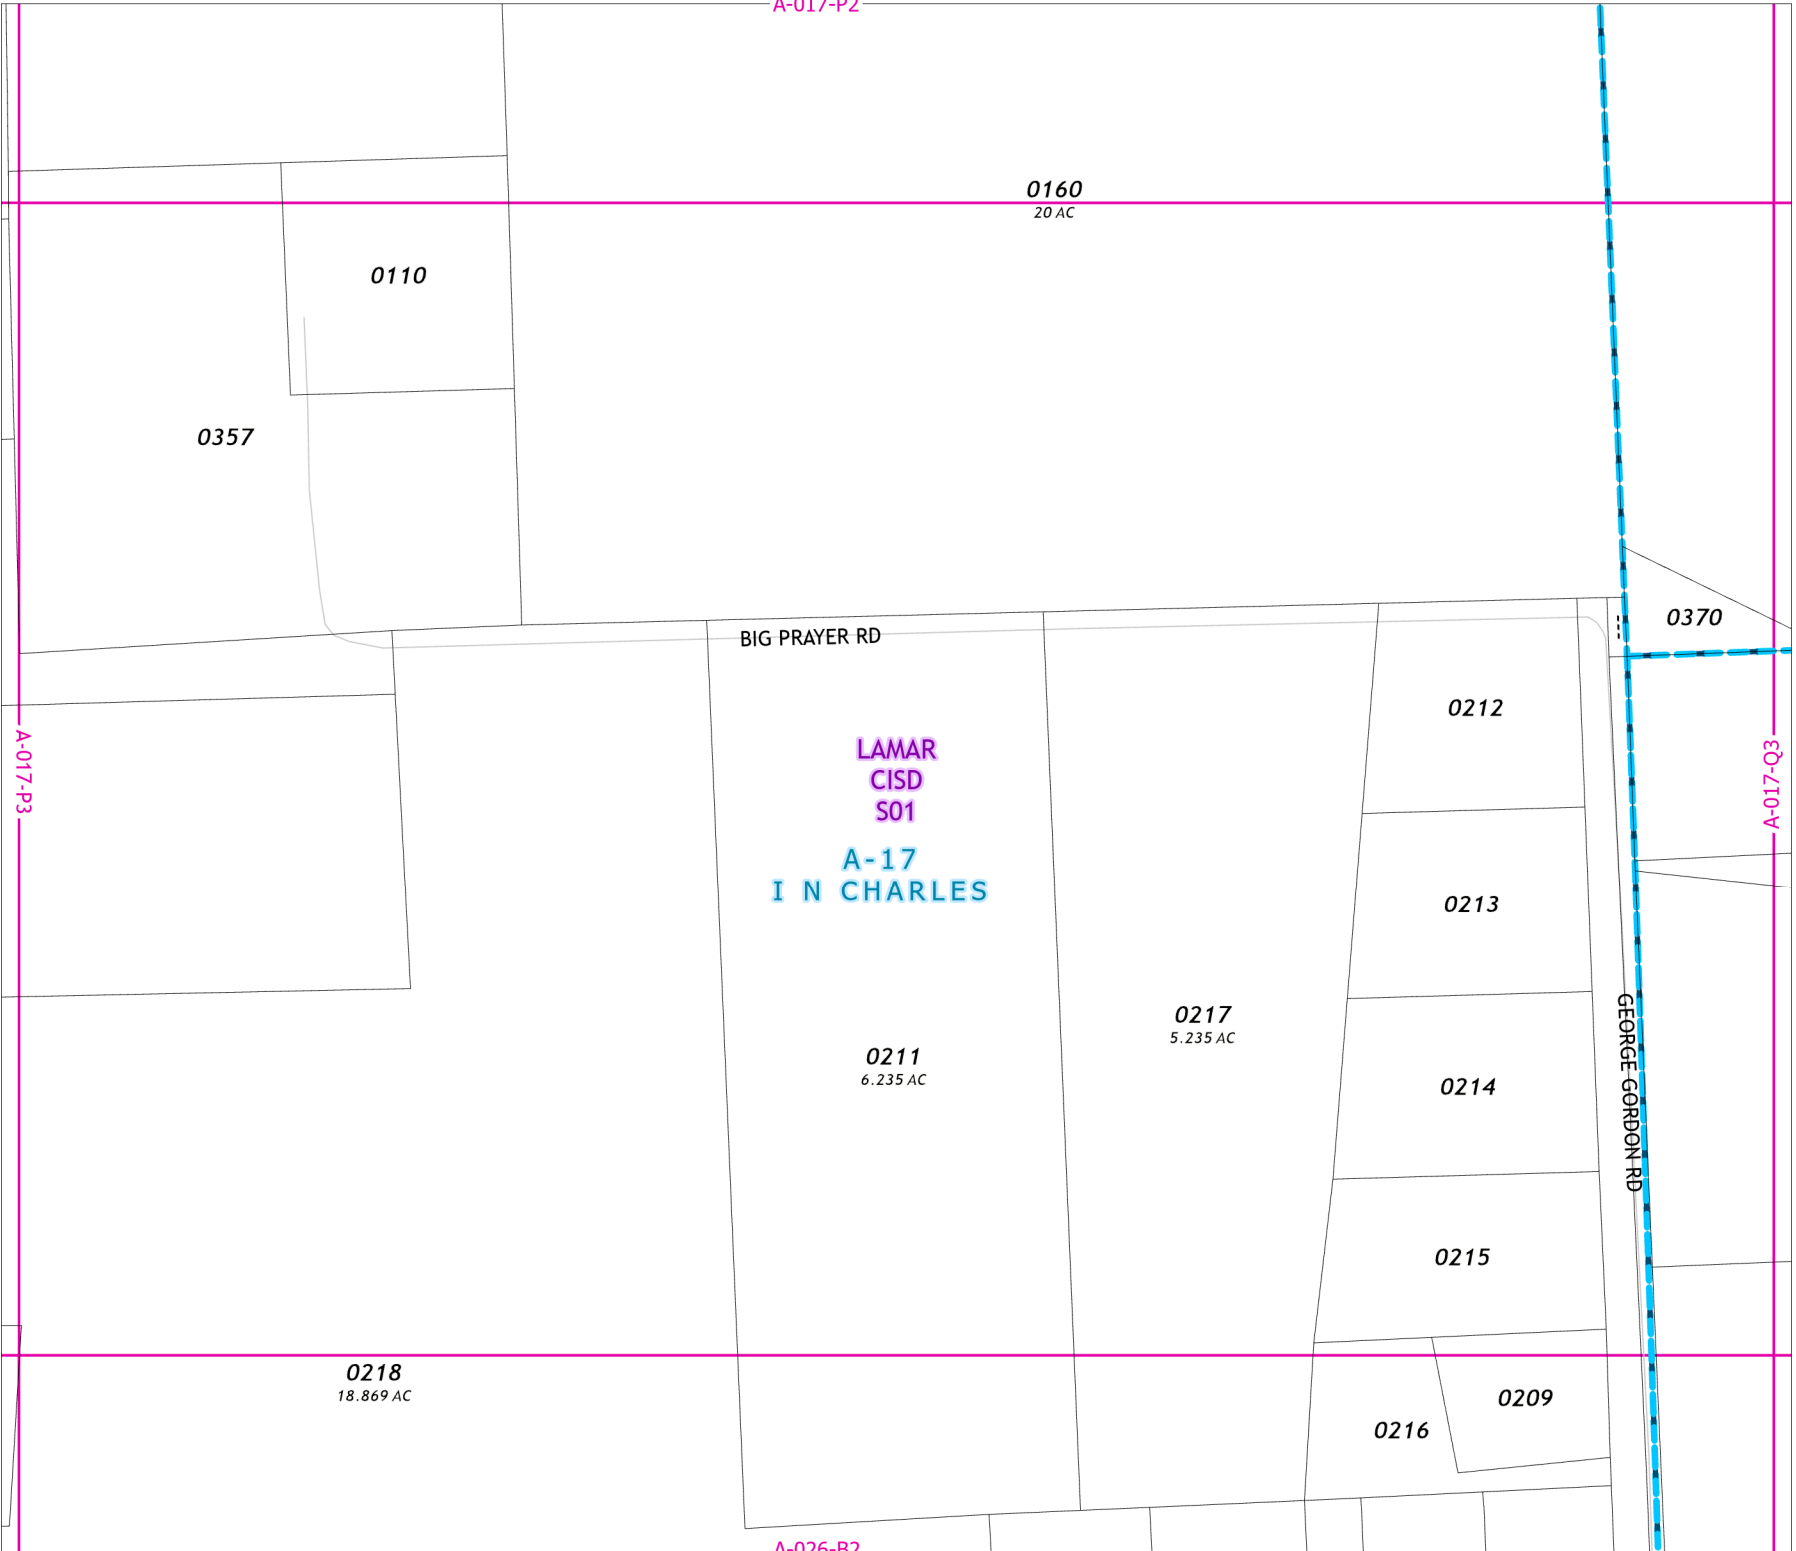 A-017-P2
0160
20 AC
0110
0357
0370
---
BIG PRAYER RD
0212
LAMAR
CISD
S01
A-017-P3
A-017-Q3
A-17
I N CHARLES
0213
0217
5.235 AC
0211
6.235 AC
0214
GEORGE GORDON RD
0215
0218
18.869 AC
0209
0216
A-026-B2